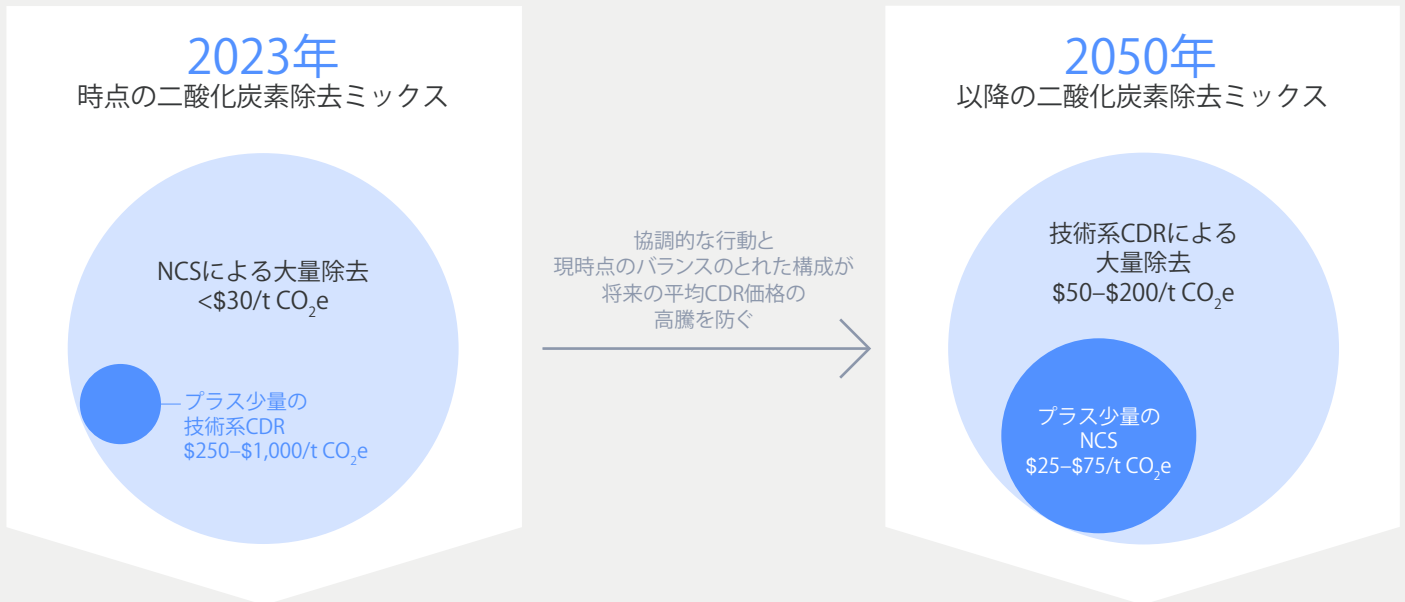 2023年
時点の二酸化炭素除去ミックス
NCSによる大量除去
<$30/t CO₂e
プラス少量の
技術系CDR
$250–$1,000/t CO₂e
協調的な行動と
現時点のバランスのとれた構成が
将来の平均CDR価格の
高騰を防ぐ
2050年
以降の二酸化炭素除去ミックス
技術系CDRによる
大量除去
$50–$200/t CO₂e
プラス少量の
NCS
$25–$75/t CO₂e